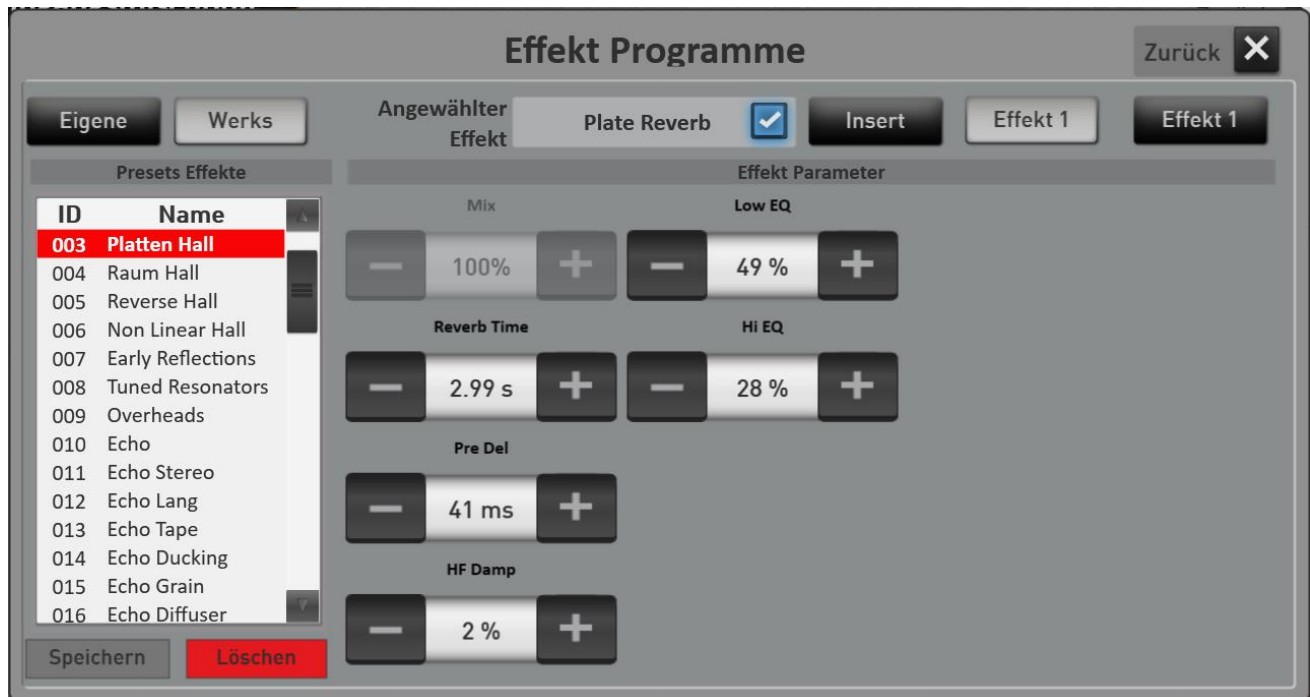 Effekt Programme
Zurück
Eigene
Werks
Angewählter
Effekt
Plate Reverb
Insert
Effekt 1
Effekt 1
Presets Effekte
Effekt Parameter
ID Name
003 Platten Hall
004 Raum Hall
005 Reverse Hall
006 Non Linear Hall
007 Early Reflections
008 Tuned Resonators
009 Overheads
010 Echo
011 Echo Stereo
012 Echo Lang
013 Echo Tape
014 Echo Ducking
015 Echo Grain
016 Echo Diffuser
Speichern
Löschen
Mix
100%
Low EQ
49 %
Reverb Time
2.99 s
Hi EQ
28 %
Pre Del
41 ms
HF Damp
2 %